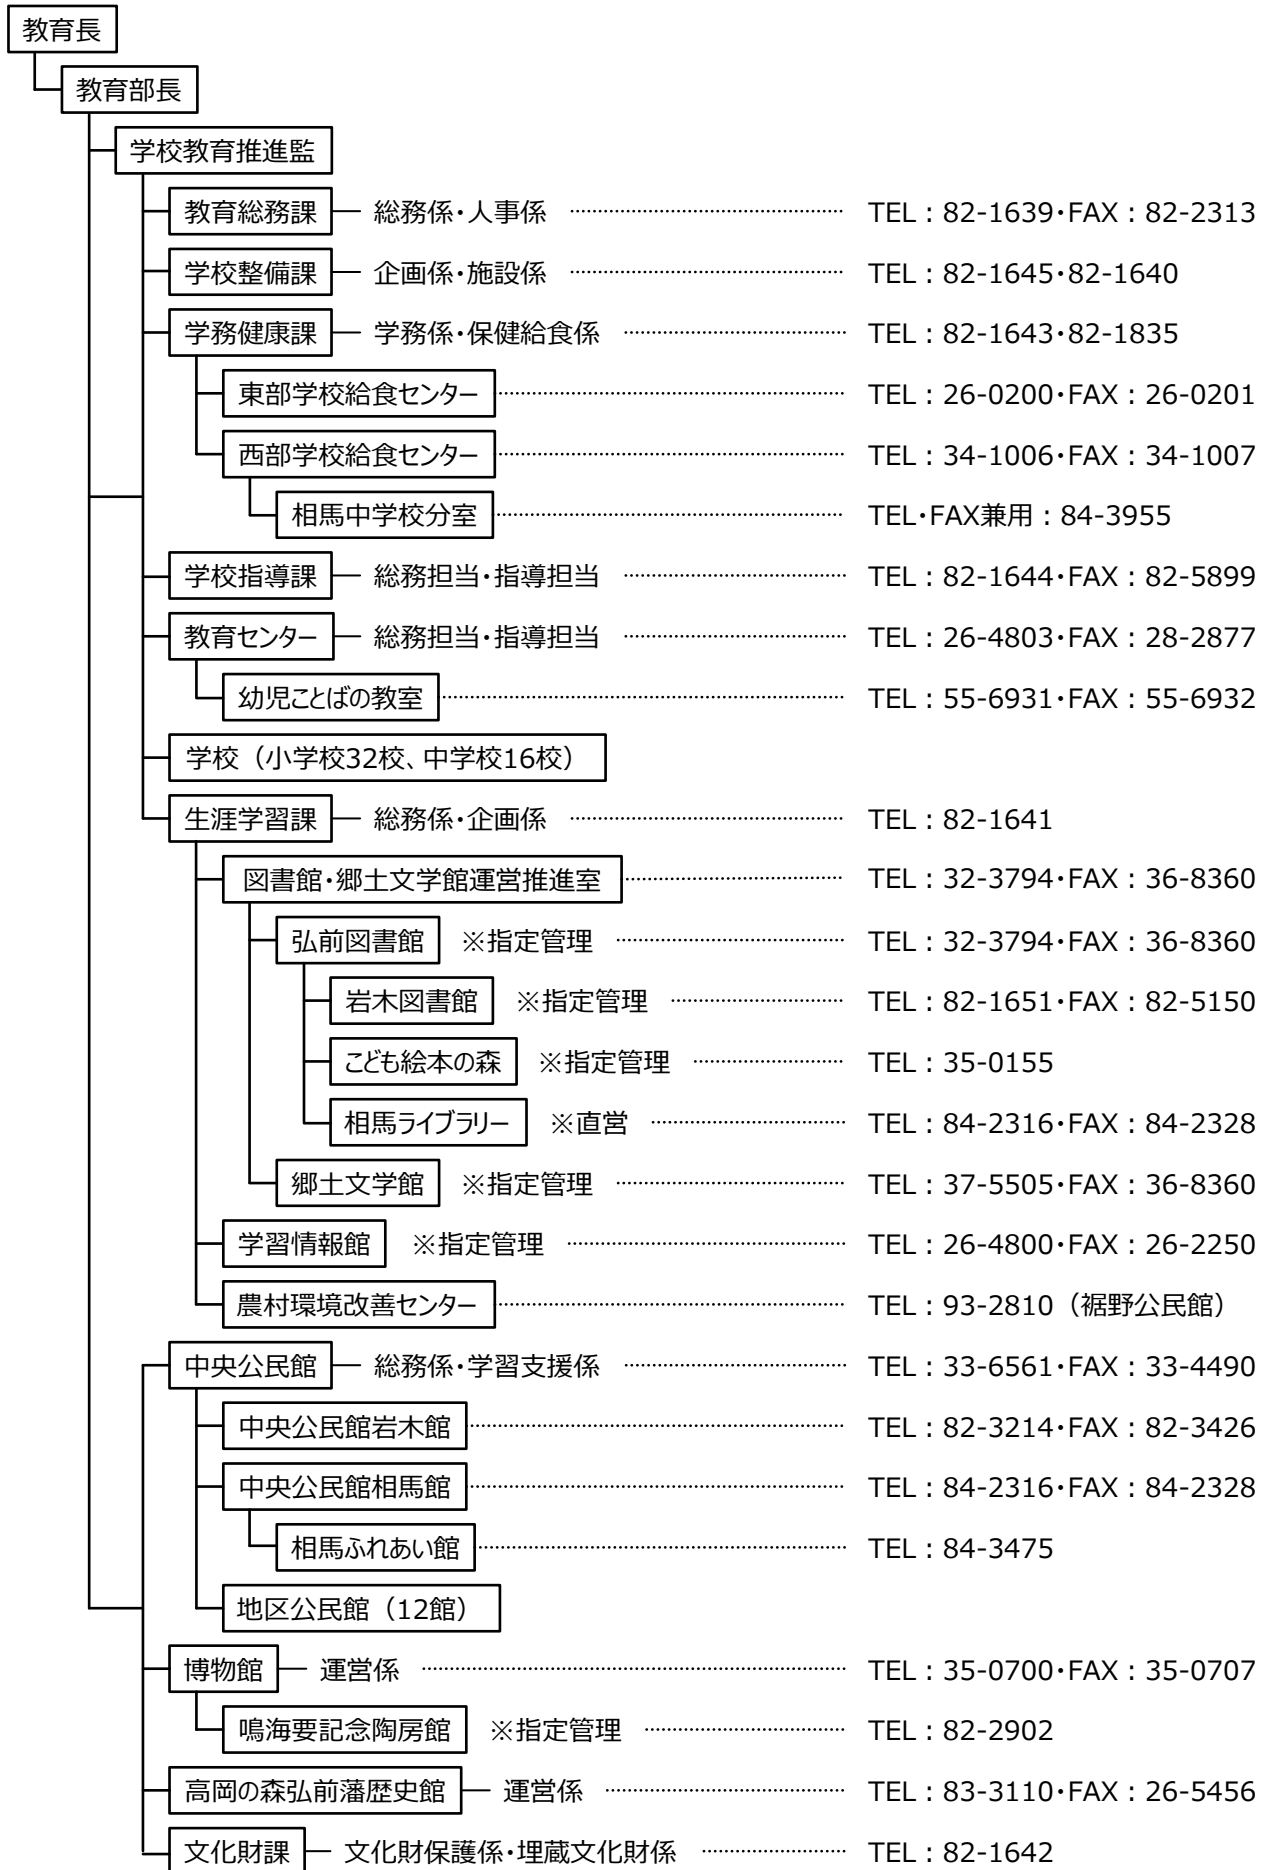 教育長
教育部長
学校教育推進監
教育総務課 総務係・人事係 TEL：82-1639・FAX：82-2313
学校整備課 企画係・施設係 TEL：82-1645・82-1640
学務健康課 学務係・保健給食係 TEL：82-1643・82-1835
東部学校給食センター TEL：26-0200・FAX：26-0201
西部学校給食センター TEL：34-1006・FAX：34-1007
相馬中学校分室 TEL・FAX兼用：84-3955
学校指導課 総務担当・指導担当 TEL：82-1644・FAX：82-5899
教育センター 総務担当・指導担当 TEL：26-4803・FAX：28-2877
幼児ことばの教室 TEL：55-6931・FAX：55-6932
学校（小学校32校、中学校16校）
生涯学習課 総務係・企画係 TEL：82-1641
図書館・郷土文学館運営推進室 TEL：32-3794・FAX：36-8360
弘前図書館 ※指定管理 TEL：32-3794・FAX：36-8360
岩木図書館 ※指定管理 TEL：82-1651・FAX：82-5150
こども絵本の森 ※指定管理 TEL：35-0155
相馬ライブラリー ※直営 TEL：84-2316・FAX：84-2328
郷土文学館 ※指定管理 TEL：37-5505・FAX：36-8360
学習情報館 ※指定管理 TEL：26-4800・FAX：26-2250
農村環境改善センター TEL：93-2810（裾野公民館）
中央公民館 総務係・学習支援係 TEL：33-6561・FAX：33-4490
中央公民館岩木館 TEL：82-3214・FAX：82-3426
中央公民館相馬館 TEL：84-2316・FAX：84-2328
相馬ふれあい館 TEL：84-3475
地区公民館（12館）
博物館 運営係 TEL：35-0700・FAX：35-0707
鳴海要記念陶房館 ※指定管理 TEL：82-2902
高岡の森弘前藩歴史館 運営係 TEL：83-3110・FAX：26-5456
文化財課 文化財保護係・埋蔵文化財係 TEL：82-1642